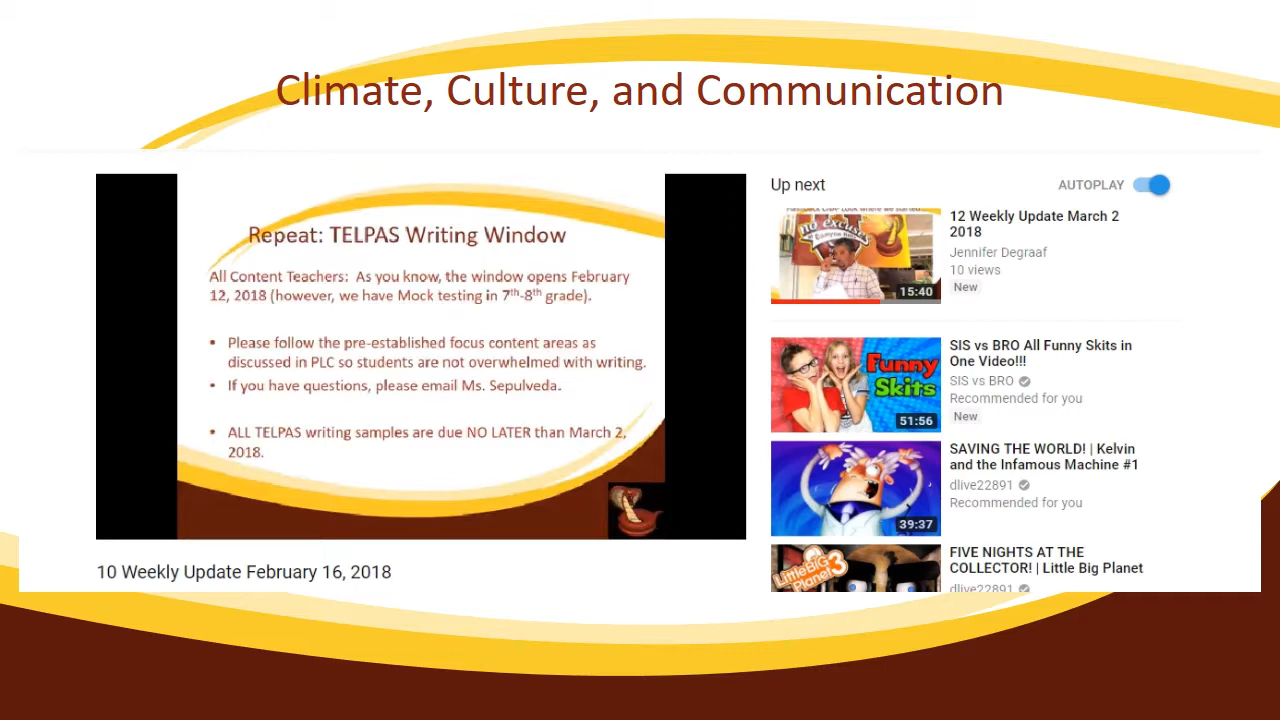 Climate, Culture, and Communication
Repeat: TELPAS Writing Window
All Content Teachers: As you know, the window opens February
12, 2018 (however, we have Mock testing in 7th-8th grade).
• Please follow the pre-established focus content areas as
discussed in PLC so students are not overwhelmed with writing.
• If you have questions, please email Ms. Sepulveda.
• ALL TELPAS writing samples are due NO LATER than March 2,
2018.
10 Weekly Update February 16, 2018
Up next
AUTOPLAY
no excuses
15:40
12 Weekly Update March 2
2018
Jennifer Degraaf
10 views
New
Funny
Skits
51:56
SIS vs BRO All Funny Skits in
One Video!!!
SIS vs BRO
Recommended for you
New
39:37
SAVING THE WORLD! | Kelvin
and the Infamous Machine #1
dlive22891
Recommended for you
LittleBIG
Planet 3
FIVE NIGHTS AT THE
COLLECTOR! | Little Big Planet
dlive22891